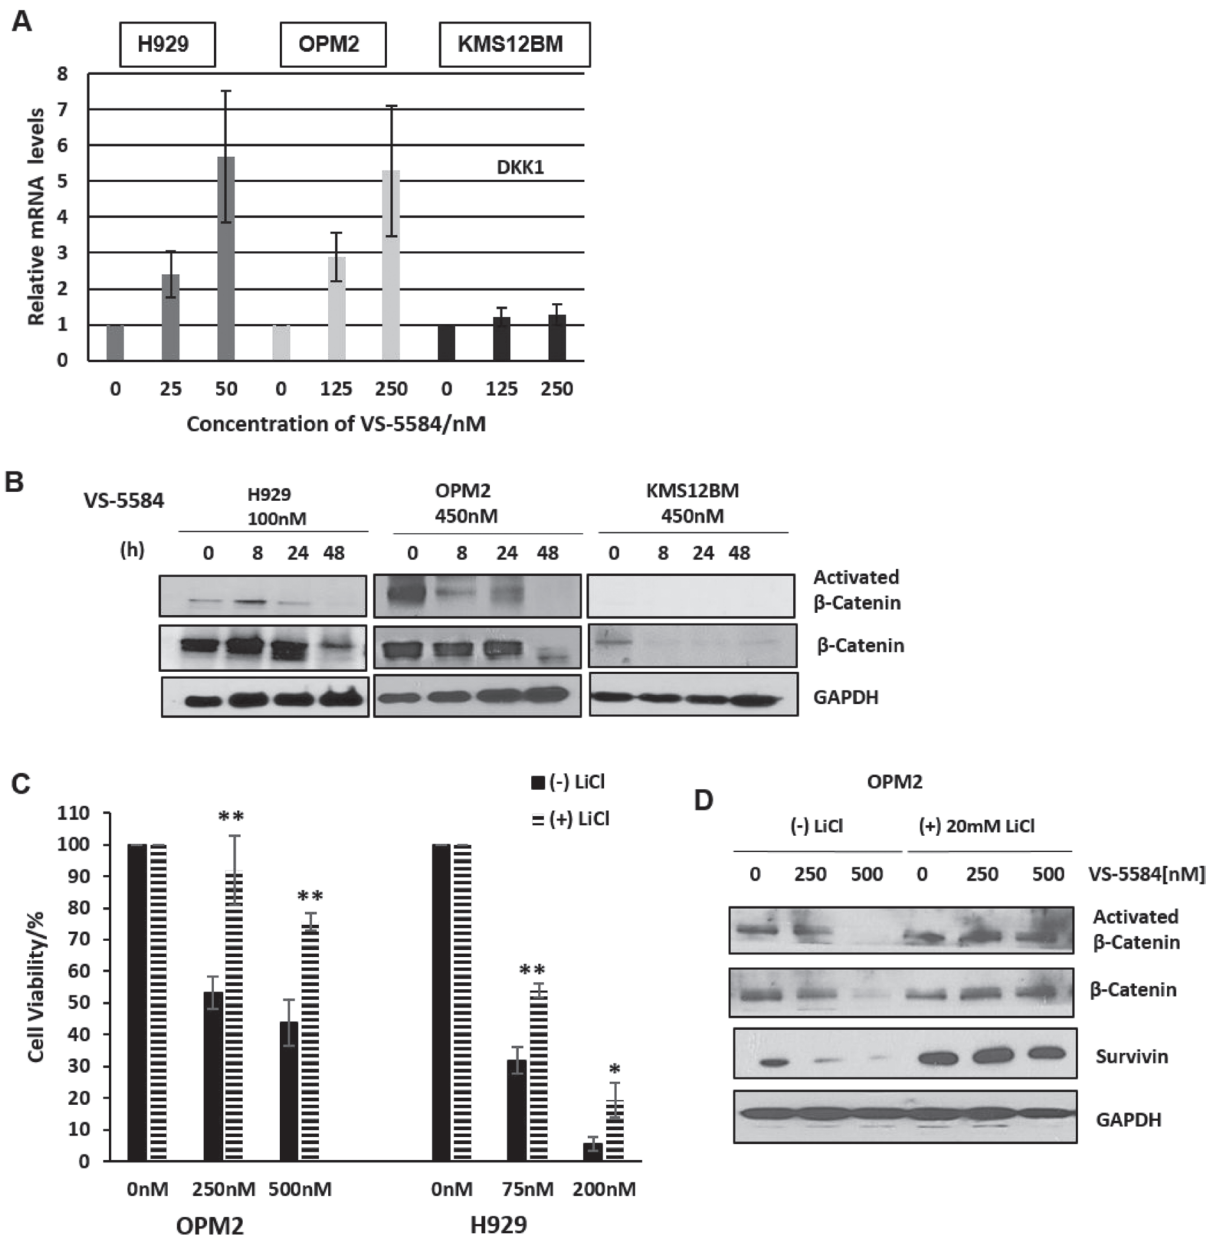 A
H929 OPM2 KMS12BM
8
7
6
5
4
3
2
1
0
Relative mRNA levels
DKK1
0 25 50 0 125 250 0 125 250
Concentration of VS-5584/nM
B
VS-5584
H929
100nM
OPM2
450nM
KMS12BM
450nM
(h) 0 8 24 48 0 8 24 48 0 8 24 48
Activated
β-Catenin
β-Catenin
GAPDH
C
(-) LiCl
(+) LiCl
110
100
90
80
70
60
50
40
30
20
10
0
Cell Viability/%
**
**
**
*
0nM 250nM 500nM 0nM 75nM 200nM
OPM2 H929
D
OPM2
(-) LiCl (+) 20mM LiCl
0 250 500 0 250 500 VS-5584[nM]
Activated
β-Catenin
β-Catenin
Survivin
GAPDH